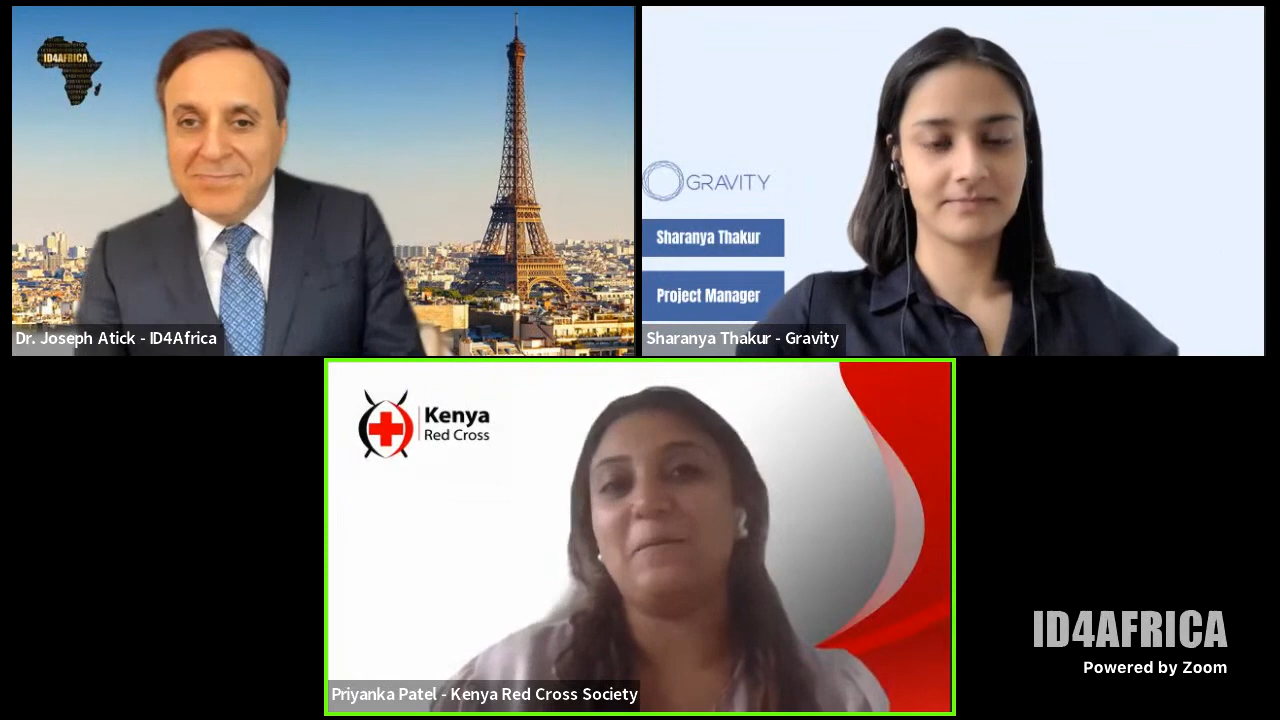 ID4AFRICA
Dr. Joseph Atick - ID4Africa
GRAVITY
Sharanya Thakur
Project Manager
Sharanya Thakur - Gravity
Kenya
Red Cross
Priyanka Patel - Kenya Red Cross Society
ID4AFRICA
Powered by Zoom